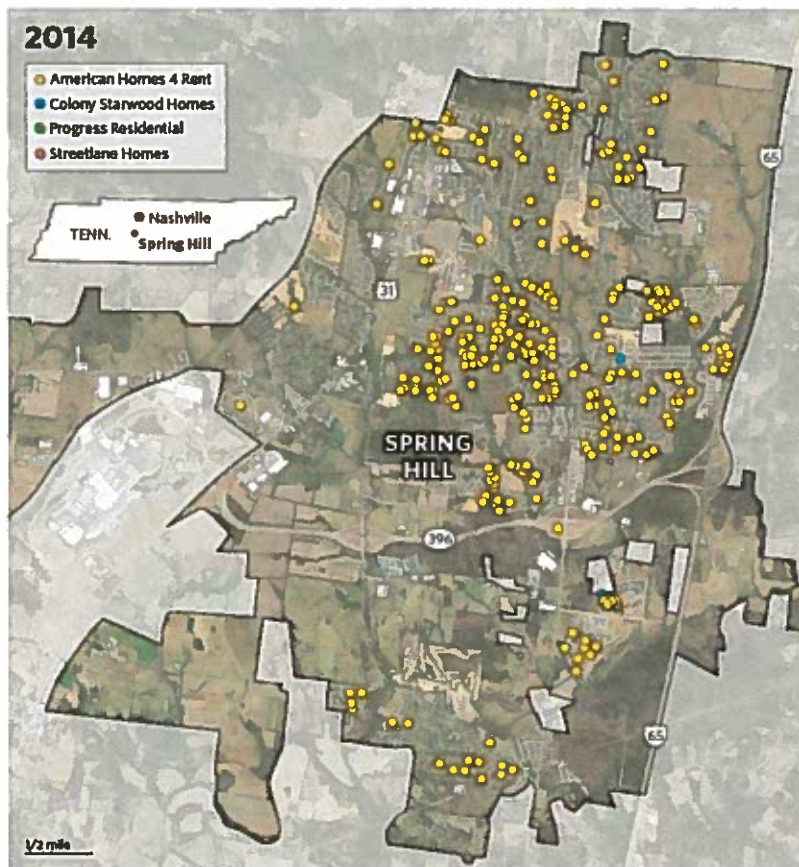 2014
American Homes 4 Rent
Colony Starwood Homes
Progress Residential
Streetlane Homes
65
Nashville
TENN.
Spring Hill
31
SPRING
HILL
396
65
1/2 mile